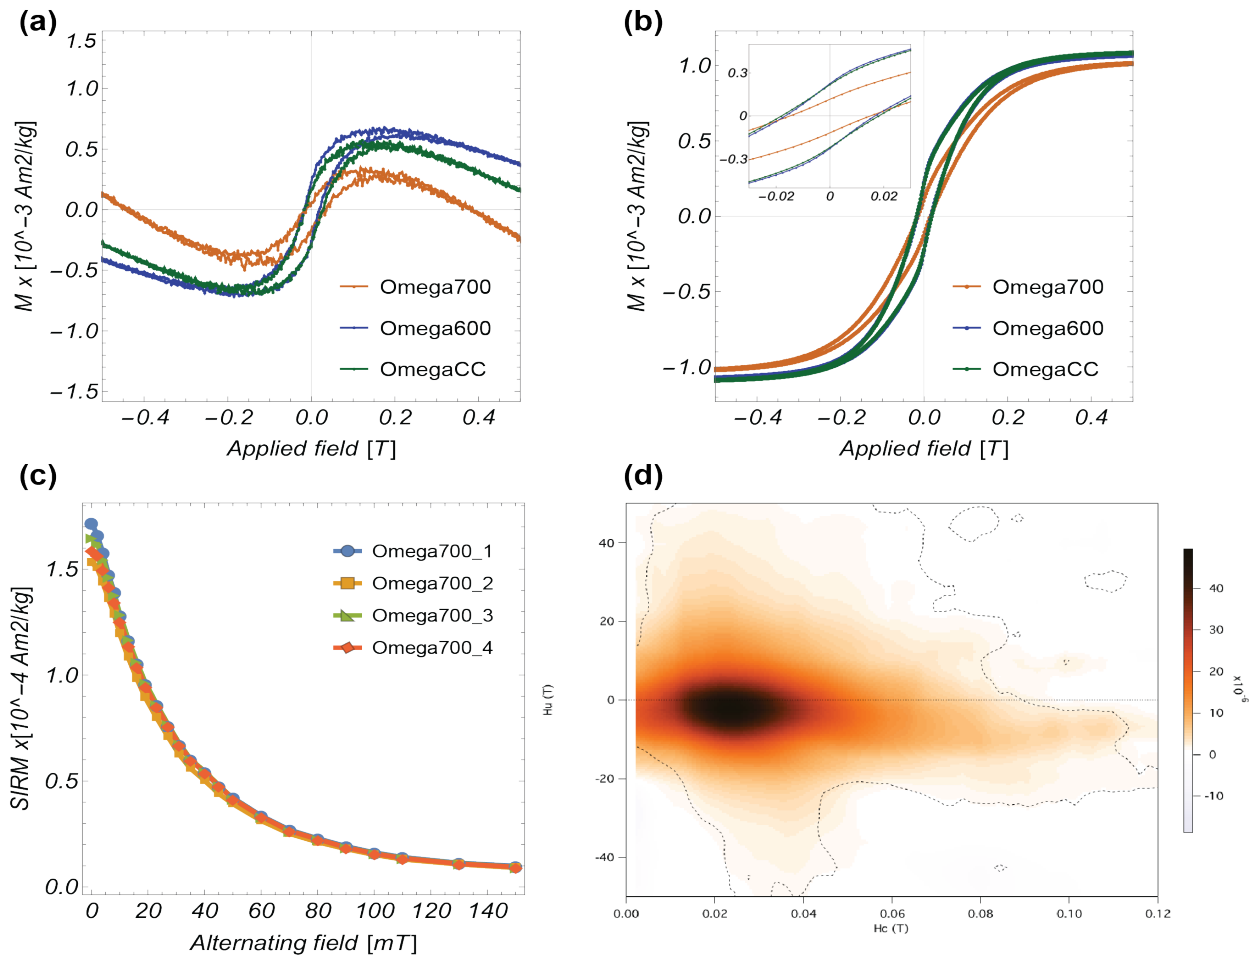 (a)
1.5
1.0
0.5
0.0
−0.5
−1.0
−1.5
M x [10^−3 Am2/kg]
Omega700
Omega600
OmegaCC
−0.4 −0.2 0.0 0.2 0.4
Applied field [T]
(b)
1.0
0.5
0.0
−0.5
−1.0
M x [10^−3 Am2/kg]
0.3
0
−0.3
−0.02 0 0.02
Omega700
Omega600
OmegaCC
−0.4 −0.2 0.0 0.2 0.4
Applied field [T]
(c)
1.5
1.0
0.5
0.0
SIRM x[10^−4 Am2/kg]
Omega700_1
Omega700_2
Omega700_3
Omega700_4
0 20 40 60 80 100 120 140
Alternating field [mT]
(d)
40
20
0
-20
-40
Hu (T)
0.00 0.02 0.04 0.06 0.08 0.10 0.12
Hc (T)
40
30
20
10
0
-10
x10^-6